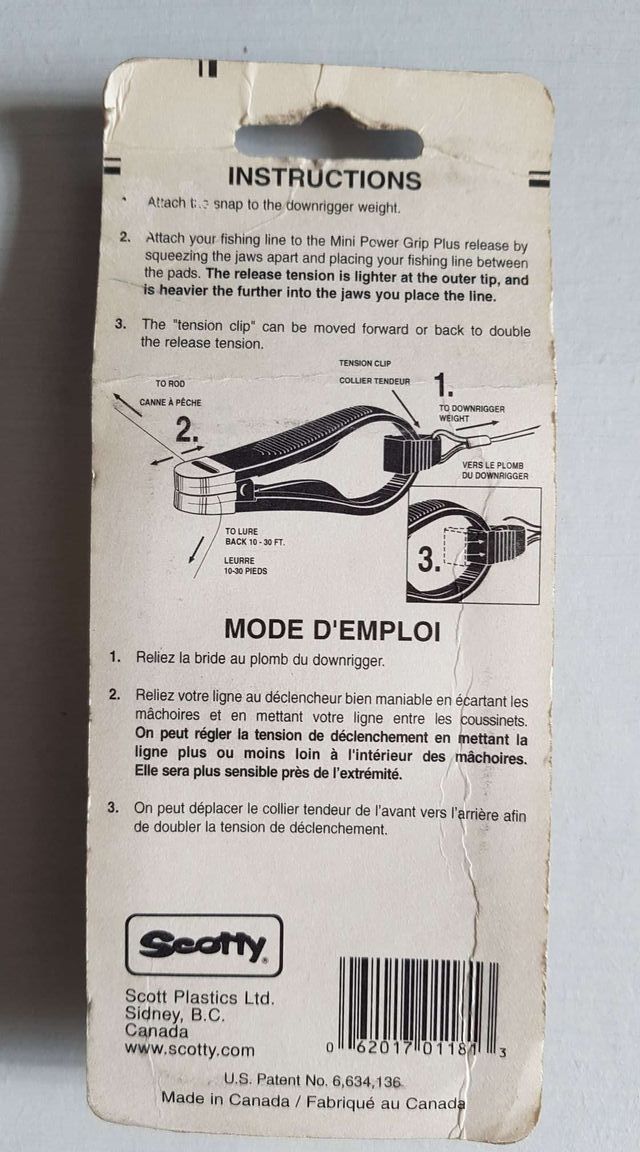 INSTRUCTIONS
Attach the snap to the downrigger weight.
2. Attach your fishing line to the Mini Power Grip Plus release by
squeezing the jaws apart and placing your fishing line between
the pads. The release tension is lighter at the outer tip, and
is heavier the further into the jaws you place the line.
3. The "tension clip" can be moved forward or back to double
the release tension.
TENSION CLIP
COLLIER TENDEUR
TO ROD
CANNE À PÊCHE
1.
TO DOWNRIGGER
WEIGHT
2.
VERS LE PLOMB
DU DOWNRIGGER
TO LURE
BACK 10 - 30 FT.
LEURRE
10-30 PIEDS
3.
MODE D'EMPLOI
1. Reliez la bride au plomb du downrigger.
2. Reliez votre ligne au déclencheur bien maniable en écartant les
mâchoires et en mettant votre ligne entre les coussinets.
On peut régler la tension de déclenchement en mettant la
ligne plus ou moins loin à l'intérieur des mâchoires.
Elle sera plus sensible près de l'extrémité.
3. On peut déplacer le collier tendeur de l'avant vers l'arrière afin
de doubler la tension de déclenchement.
Scotty®
Scott Plastics Ltd.
Sidney, B.C.
Canada
www.scotty.com
0 62017 01181 3
U.S. Patent No. 6,634,136
Made in Canada / Fabriqué au Canada